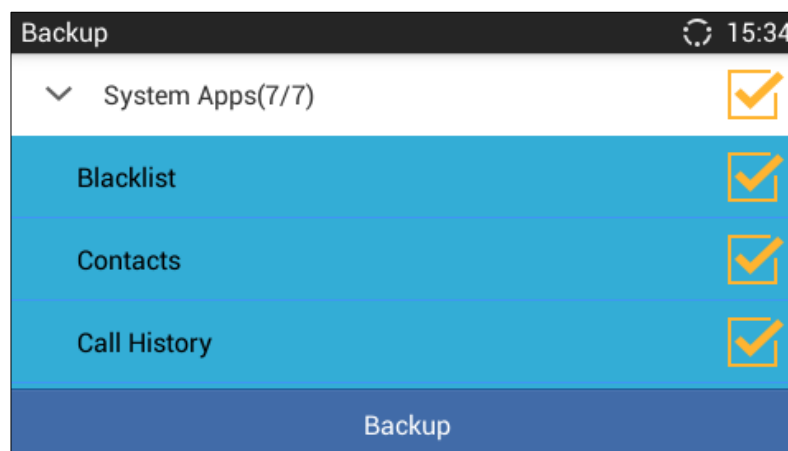 Backup 15:34
System Apps(7/7)
Blacklist
Contacts
Call History
Backup